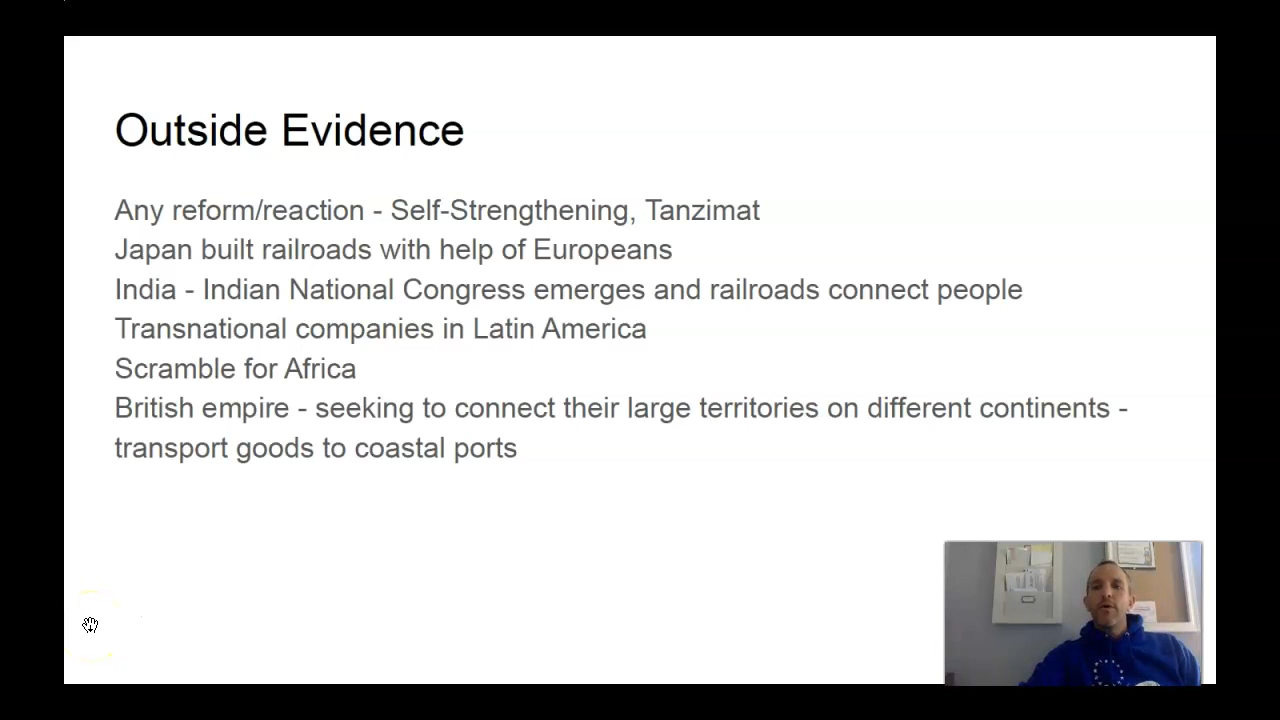 Outside Evidence
Any reform/reaction - Self-Strengthening, Tanzimat
Japan built railroads with help of Europeans
India - Indian National Congress emerges and railroads connect people
Transnational companies in Latin America
Scramble for Africa
British empire - seeking to connect their large territories on different continents -
transport goods to coastal ports